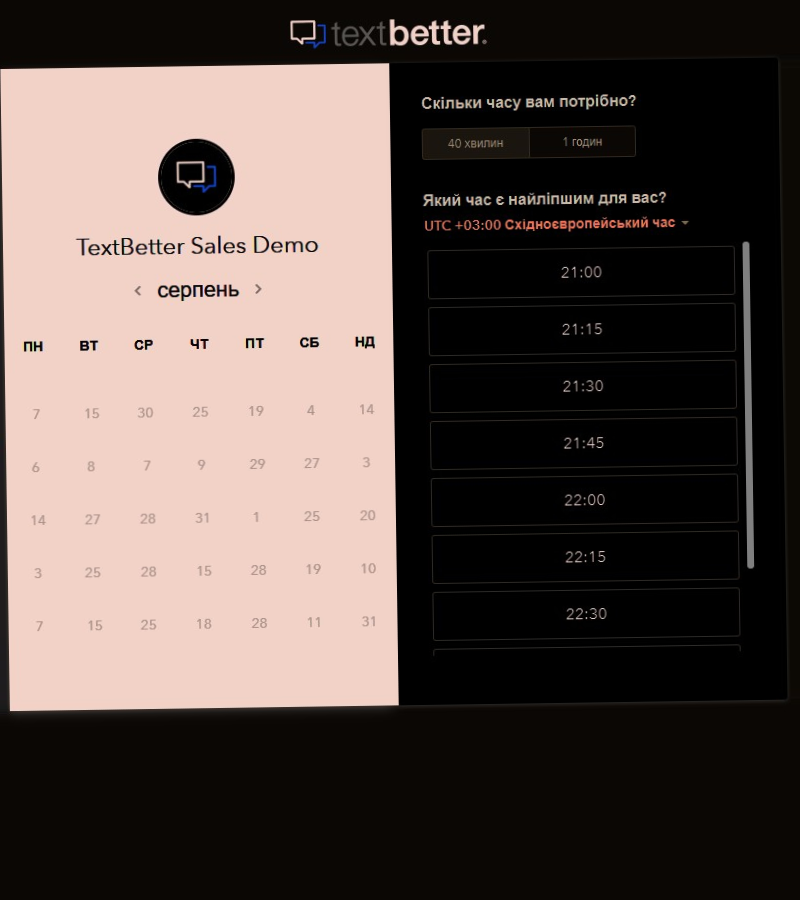 textbetter.
TextBetter Sales Demo
серпень
ПН ВТ СР ЧТ ПТ СБ НД
7 15 30 25 19 4 14
6 8 7 9 29 27 3
14 27 28 31 1 25 20
3 25 28 15 28 19 10
7 15 25 18 28 11 31
Скільки часу вам потрібно?
40 хвилин 1 годин
Який час є найліпшим для вас?
UTC +03:00 Східноєвропейський час
21:00
21:15
21:30
21:45
22:00
22:15
22:30